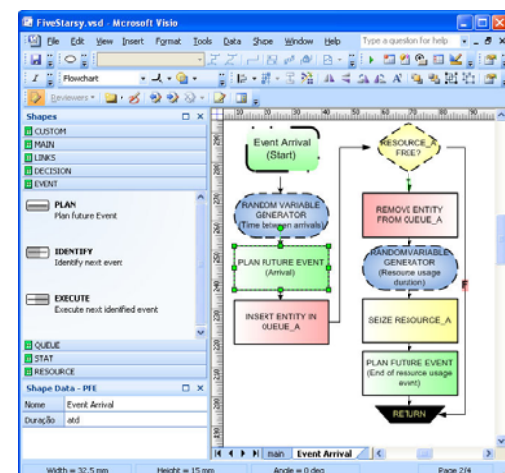 FiveStarsy.vsd - Microsoft Visio
File Edit View Insert Format Tools Data Shape Window Help
Type a question for help
Flowchart
Reviewers
Shapes
CUSTOM
MAIN
LINKS
DECISION
EVENT
PLAN
Plan future Event
IDENTIFY
Identify next event
EXECUTE
Execute next idenified event
QUEUE
STAT
RESOURCE
Shape Data - PFE
Nome Event Arrival
Duração atd
Event Arrival
(Start)
RANDOM VARIABLE
GENERATOR
(Time between arrivals)
PLAN FUTURE EVENT
(Arrival)
INSERT ENTITY IN
QUEUE_A
RESOURCE_A
FREE?
REMOVE ENTITY
FROM QUEUE_A
RANDOMVARIABLE
GENERATOR
(Resource usage
duration)
F
SEIZE RESOURCE_A
PLAN FUTURE EVENT
(End of resource usage
event)
RETURN
main Event Arrival
Width = 32.5 mm Height = 15 mm Angle = 0 deg Page 2/4